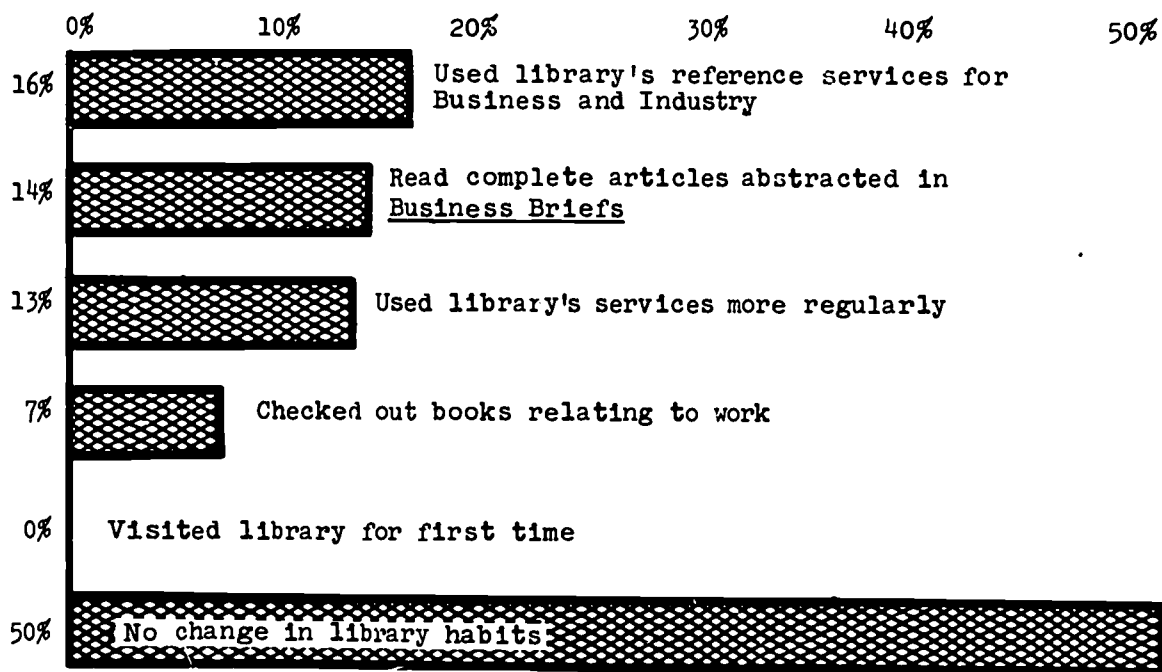 0% 10% 20% 30% 40% 50%
16% Used library's reference services for
Business and Industry
14% Read complete articles abstracted in
Business Briefs
13% Used library's services more regularly
7% Checked out books relating to work
0% Visited library for first time
50% No change in library habits